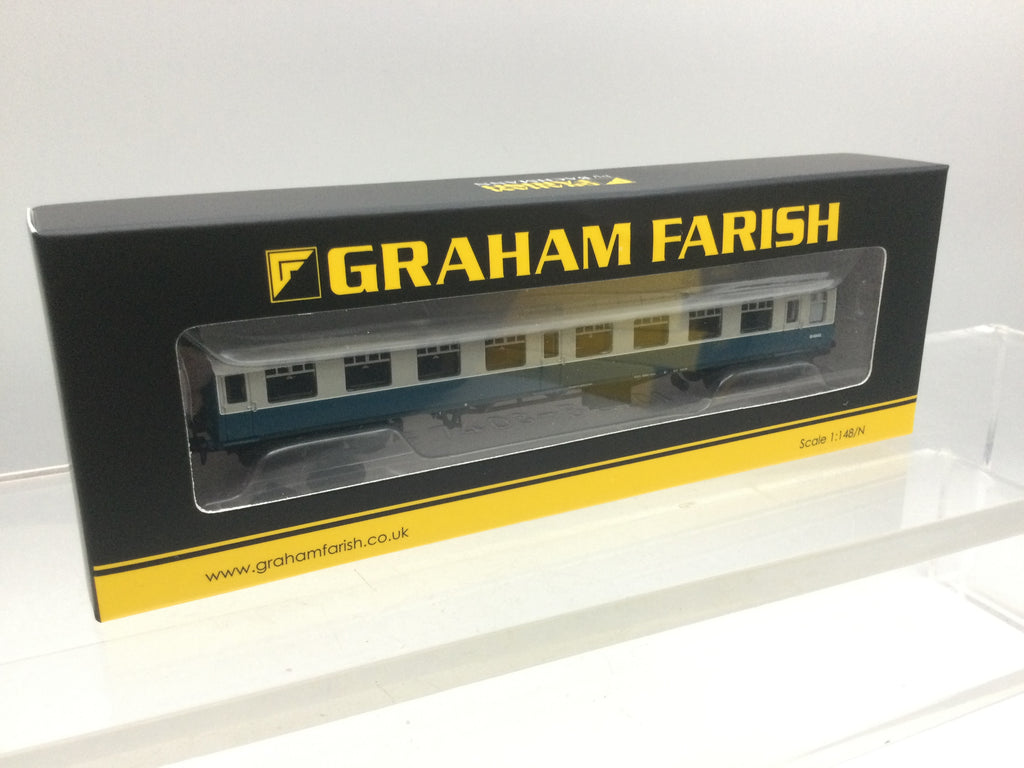 GRAHAM FARISH
Scale 1:148/N
www.grahamfarish.co.uk